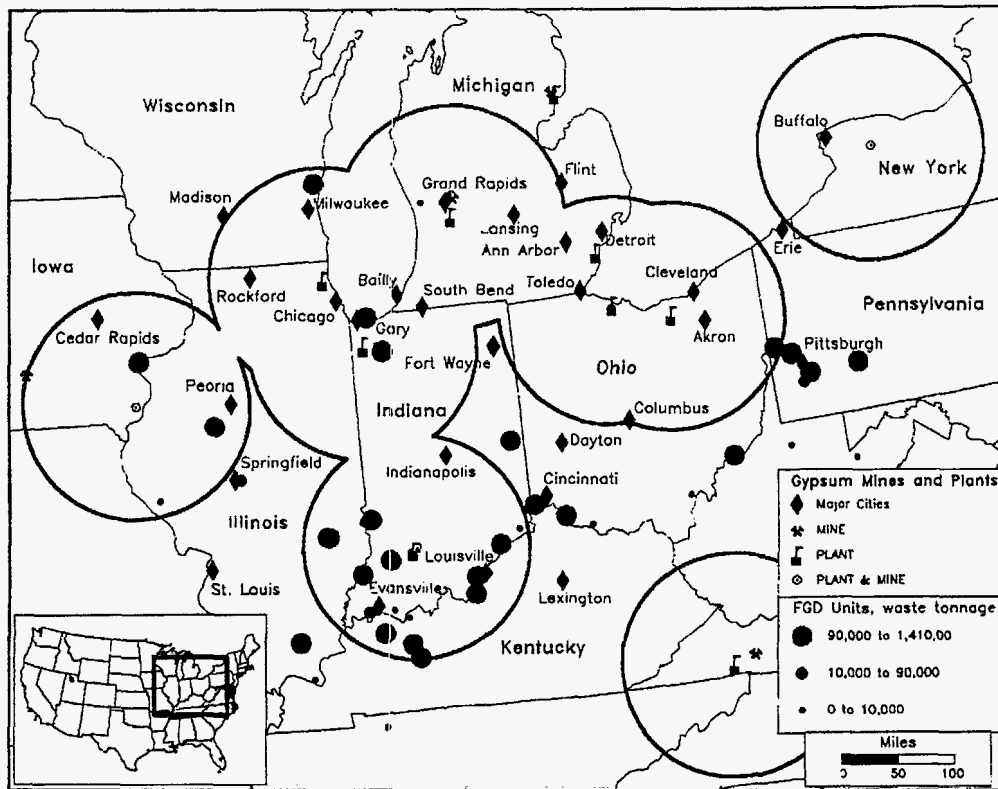 Michigan
Wisconsin
Buffalo
New York
Flint
Grand Rapids
Madison
Milwaukee
Lansing
Ann Arbor
Detroit
Erie
Iowa
Rockford
Bailly
South Bend
Toledo
Cleveland
Pennsylvania
Chicago
Gary
Cedar Rapids
Fort Wayne
Akron
Pittsburgh
Ohio
Peoria
Indiana
Columbus
Dayton
Springfield
Indianapolis
Cincinnati
Illinois
Louisville
St. Louis
Evansville
Lexington
Kentucky
Gypsum Mines and Plants
Major Cities
MINE
PLANT
PLANT & MINE
FGD Units, waste tonnage
90,000 to 1,410,00
10,000 to 90,000
0 to 10,000
Miles
0 50 100